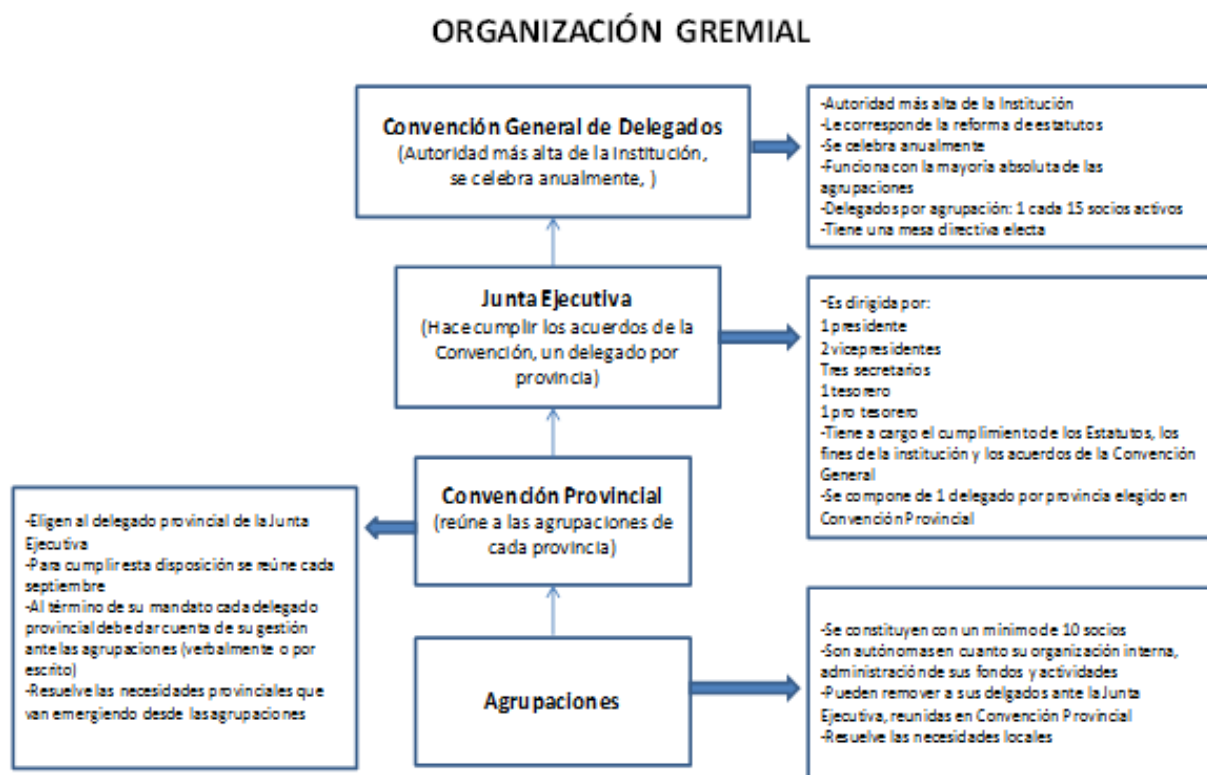 ORGANIZACIÓN GREMIAL
Convención General de Delegados
(Autoridad más alta de la Institución,
se celebra anualmente, )
-Autoridad más alta de la Institución
-Le corresponde la reforma de estatutos
-Se celebra anualmente
-Funciona con la mayoría absoluta de las
agrupaciones
-Delegados por agrupación: 1 cada 15 socios activos
-Tiene una mesa directiva electa
Junta Ejecutiva
(Hace cumplir los acuerdos de la
Convención, un delegado por
provincia)
-Es dirigida por:
1 presidente
2 vicepresidentes
Tres secretarios
1 tesorero
1 pro tesorero
-Tiene a cargo el cumplimiento de los Estatutos, los
fines de la institución y los acuerdos de la Convención
General
-Se compone de 1 delegado por provincia elegido en
Convención Provincial
Convención Provincial
(reúne a las agrupaciones de
cada provincia)
-Eligen al delegado provincial de la Junta
Ejecutiva
-Para cumplir esta disposición se reúne cada
septiembre
-Al término de su mandato cada delegado
provincial debe dar cuenta de su gestión
ante las agrupaciones (verbalmente o por
escrito)
-Resuelve las necesidades provinciales que
van emergiendo desde las agrupaciones
Agrupaciones
-Se constituyen con un mínimo de 10 socios
-Son autónomas en cuanto su organización interna,
administración de sus fondos y actividades
-Pueden remover a sus delgados ante la Junta
Ejecutiva, reunidas en Convención Provincial
-Resuelve las necesidades locales